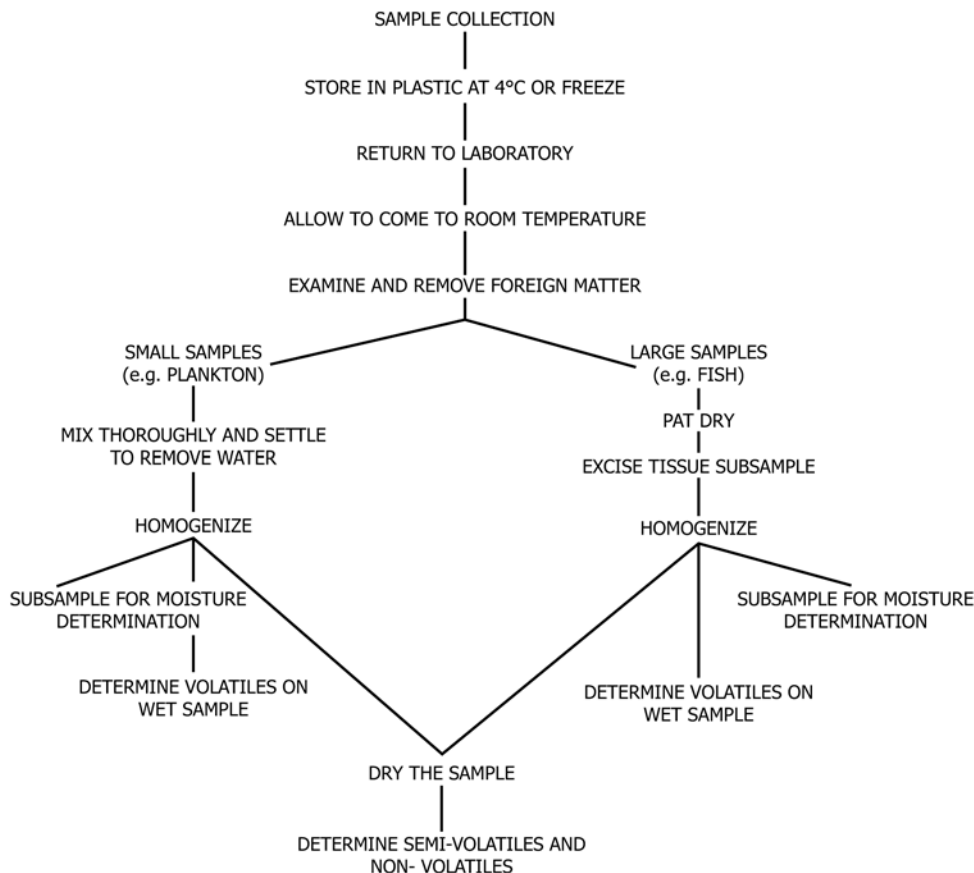 SAMPLE COLLECTION
STORE IN PLASTIC AT 4°C OR FREEZE
RETURN TO LABORATORY
ALLOW TO COME TO ROOM TEMPERATURE
EXAMINE AND REMOVE FOREIGN MATTER
SMALL SAMPLES
(e.g. PLANKTON)
MIX THOROUGHLY AND SETTLE
TO REMOVE WATER
HOMOGENIZE
SUBSAMPLE FOR MOISTURE
DETERMINATION
DETERMINE VOLATILES ON
WET SAMPLE
LARGE SAMPLES
(e.g. FISH)
PAT DRY
EXCISE TISSUE SUBSAMPLE
HOMOGENIZE
SUBSAMPLE FOR MOISTURE
DETERMINATION
DETERMINE VOLATILES ON
WET SAMPLE
DRY THE SAMPLE
DETERMINE SEMI-VOLATILES AND
NON- VOLATILES